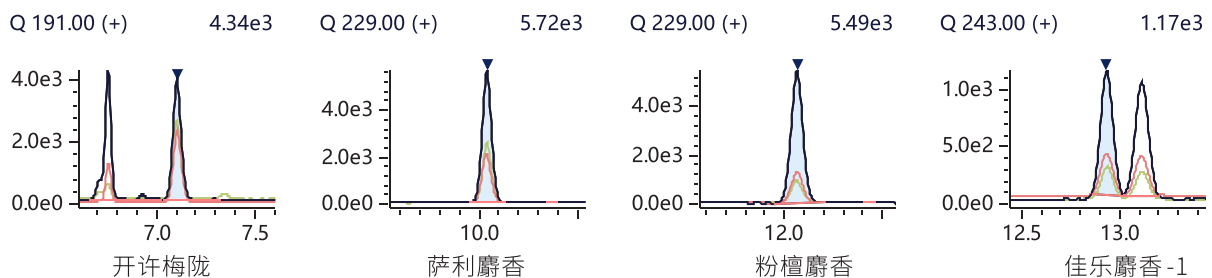 Q 191.00 (+) 4.34e3
4.0e3
2.0e3
0.0e0
7.0 7.5
开许梅陇
Q 229.00 (+) 5.72e3
4.0e3
2.0e3
0.0e0
10.0
萨利麝香
Q 229.00 (+) 5.49e3
4.0e3
2.0e3
0.0e0
12.0
粉檀麝香
Q 243.00 (+) 1.17e3
1.0e3
5.0e2
0.0e0
12.5 13.0
佳乐麝香-1